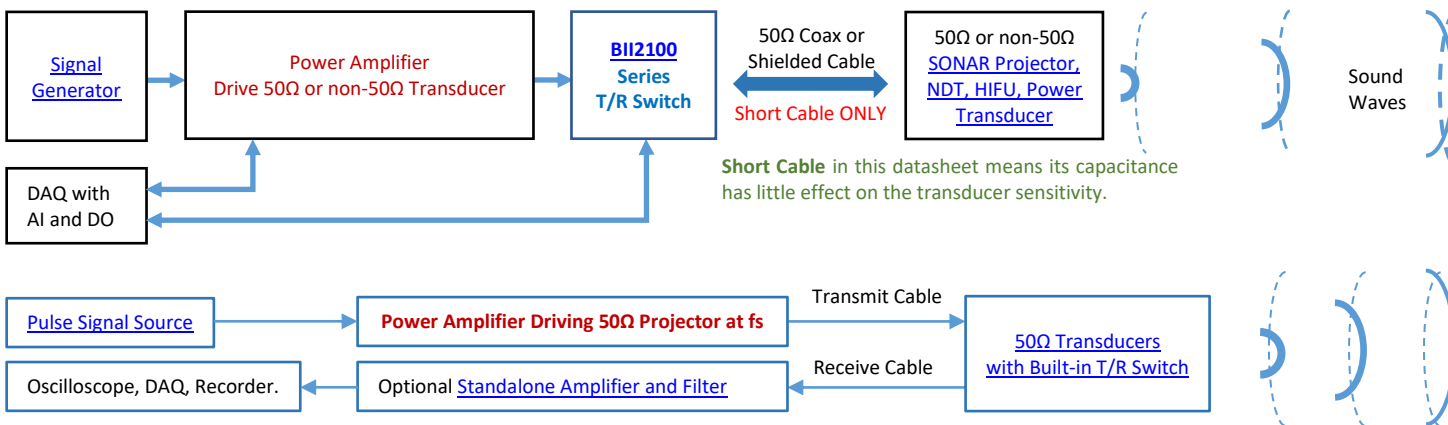 Signal
Generator
Power Amplifier
Drive 50Ω or non-50Ω Transducer
BII2100
Series
T/R Switch
50Ω Coax or
Shielded Cable
Short Cable ONLY
50Ω or non-50Ω
SONAR Projector,
NDT, HIFU, Power
Transducer
Sound
Waves
DAQ with
AI and DO
Short Cable in this datasheet means its capacitance
has little effect on the transducer sensitivity.
Pulse Signal Source
Power Amplifier Driving 50Ω Projector at fs
Transmit Cable
50Ω Transducers
with Built-in T/R Switch
Oscilloscope, DAQ, Recorder.
Optional Standalone Amplifier and Filter
Receive Cable